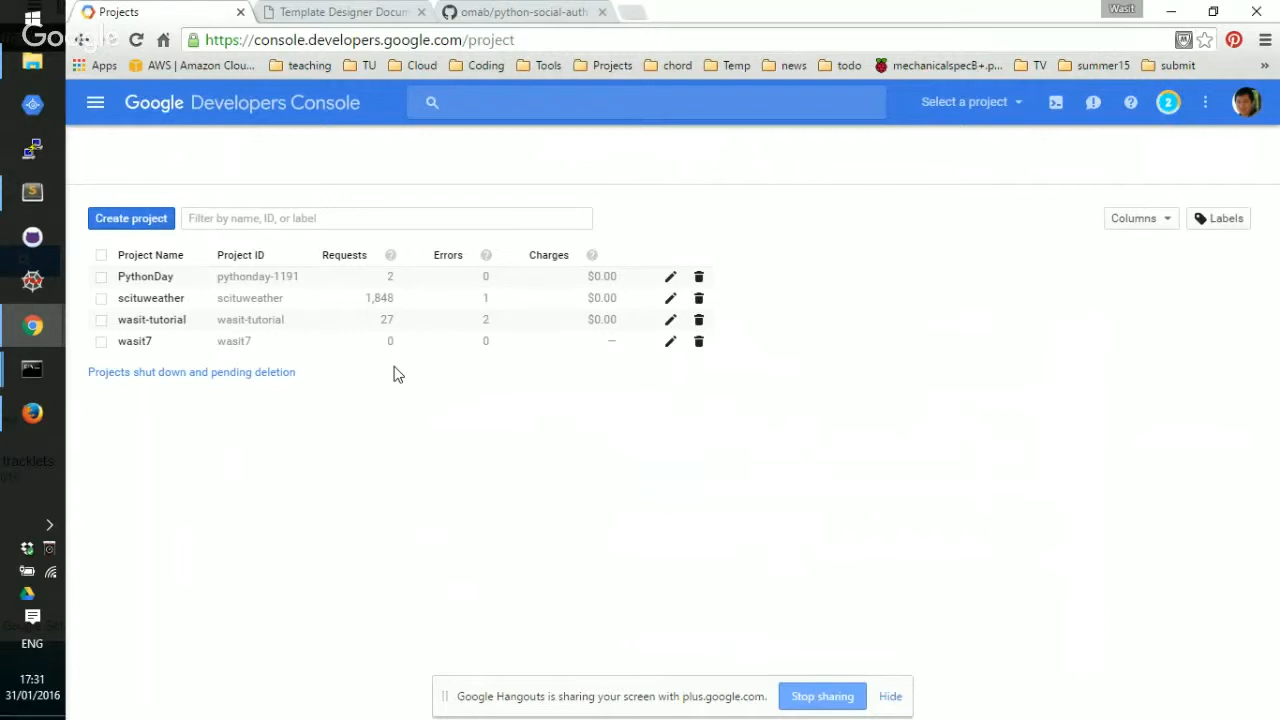 Projects
Template Designer Docum
omab/python-social-auth
Wasit
Google
https://console.developers.google.com/project
Apps
AWS | Amazon Clou...
teaching
TU
Cloud
Coding
Tools
Projects
chord
Temp
news
todo
mechanicalspecB+.p...
TV
summer15
submit
»
Google Developers Console
Select a project
2
Create project
Filter by name, ID, or label
Columns
Labels
Project Name Project ID Requests Errors Charges
PythonDay pythonday-1191 2 0 $0.00
scituweather scituweather 1,848 1 $0.00
wasit-tutorial wasit-tutorial 27 2 $0.00
wasit7 wasit7 0 0 —
Projects shut down and pending deletion
tracklets
ENG
17:31
31/01/2016
Google Hangouts is sharing your screen with plus.google.com.
Stop sharing
Hide